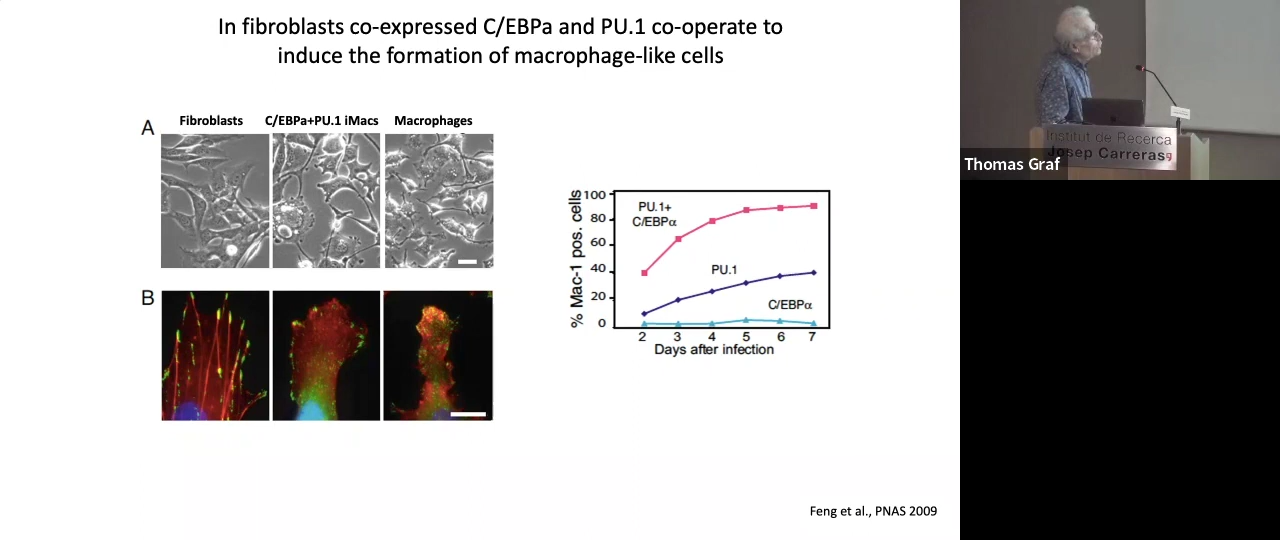 In fibroblasts co-expressed C/EBPa and PU.1 co-operate to
induce the formation of macrophage-like cells
A
Fibroblasts
C/EBPa+PU.1 iMacs
Macrophages
B
% Mac-1 pos. cells
100
80
60
40
20
0
PU.1+
C/EBPα
PU.1
C/EBPα
2 3 4 5 6 7
Days after infection
Feng et al., PNAS 2009
Institut de Recerca
Josep Carreras
Thomas Graf